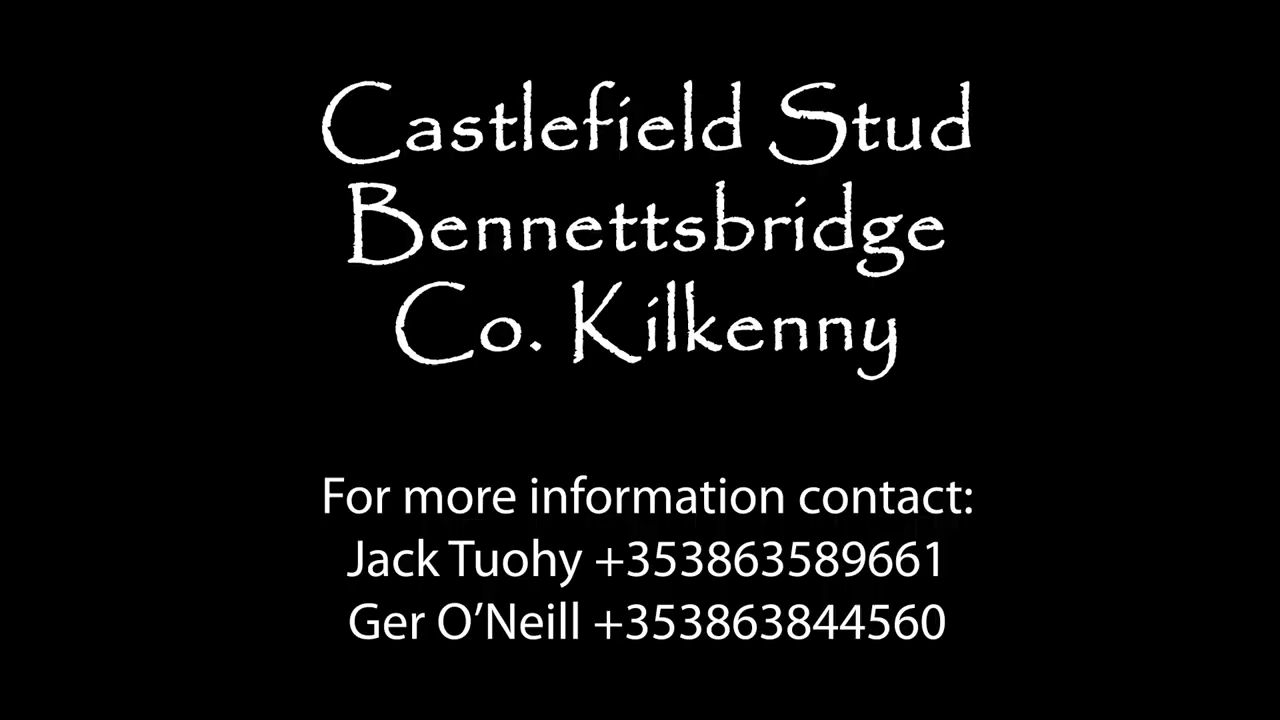 Castlefield Stud
Bennettsbridge
Co. Kilkenny
For more information contact:
Jack Tuohy +353863589661
Ger O’Neill +353863844560